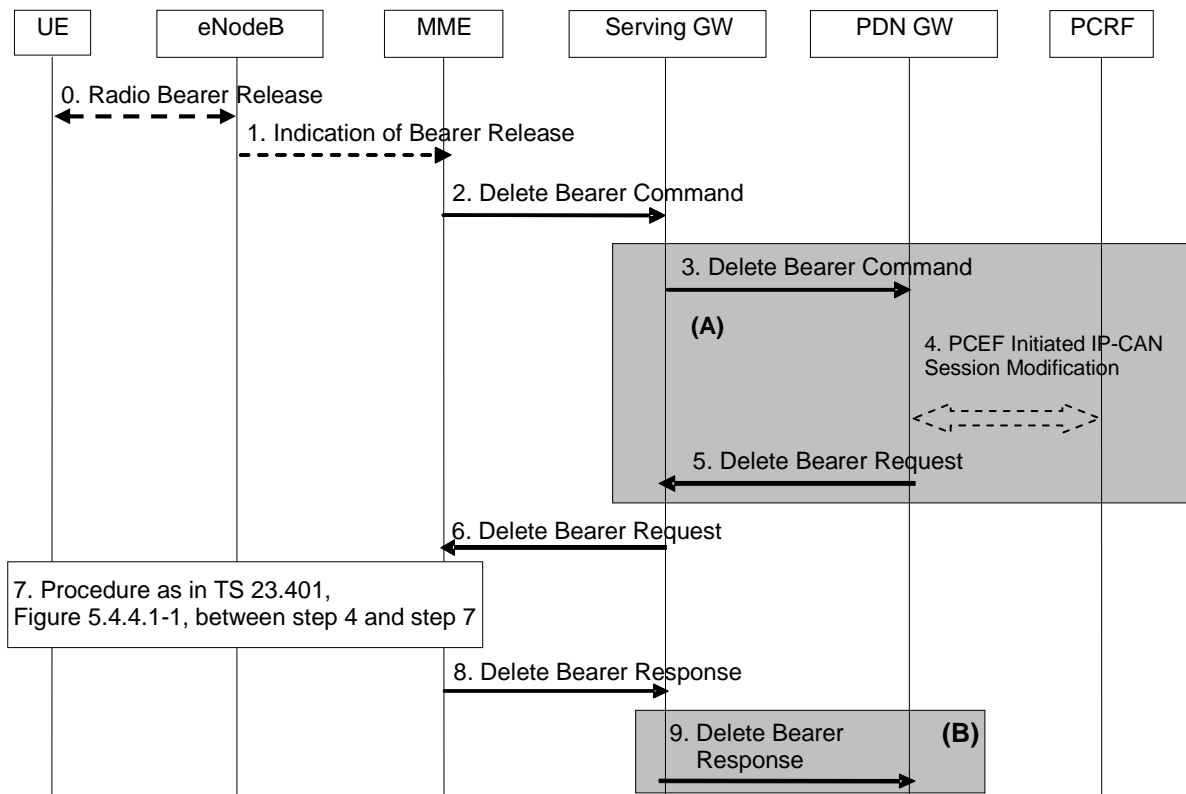 UE
eNodeB
MME
Serving GW
PDN GW
PCRF
0. Radio Bearer Release
1. Indication of Bearer Release
2. Delete Bearer Command
3. Delete Bearer Command
(A)
4. PCEF Initiated IP-CAN
Session Modification
5. Delete Bearer Request
6. Delete Bearer Request
7. Procedure as in TS 23.401,
Figure 5.4.4.1-1, between step 4 and step 7
8. Delete Bearer Response
9. Delete Bearer
Response
(B)